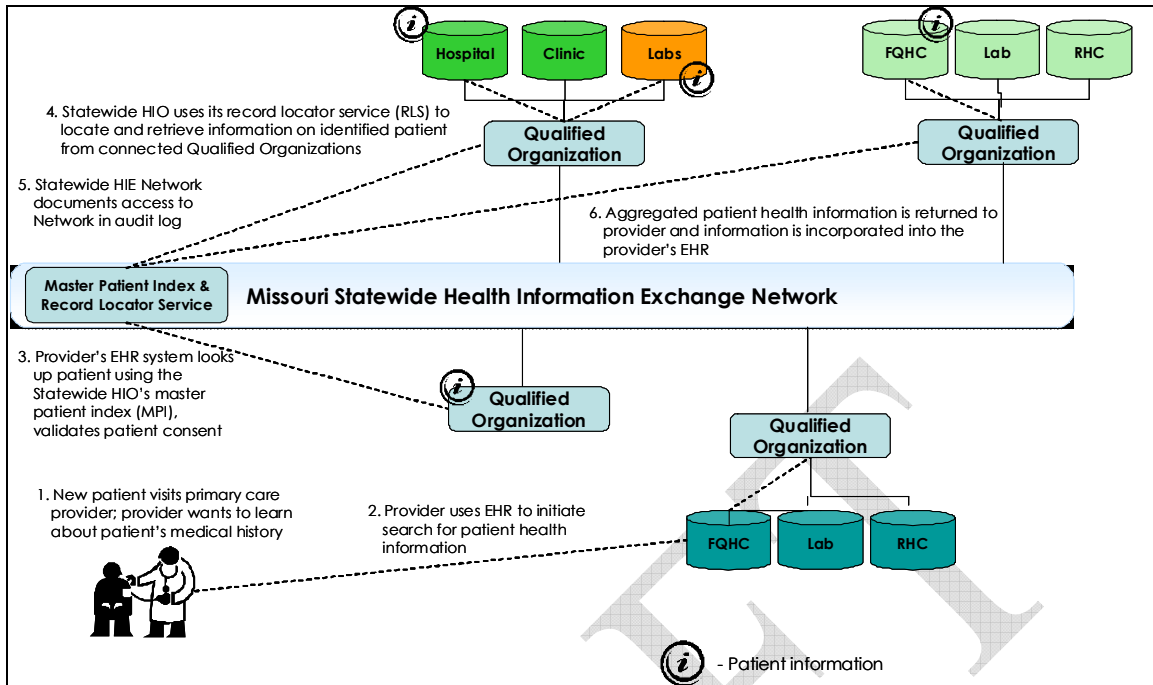 Hospital
Clinic
Labs
FQHC
Lab
RHC
4. Statewide HIO uses its record locator service (RLS) to
locate and retrieve information on identified patient
from connected Qualified Organizations
Qualified
Organization
Qualified
Organization
5. Statewide HIE Network
documents access to
Network in audit log
6. Aggregated patient health information is returned to
provider and information is incorporated into the
provider's EHR
Master Patient Index &
Record Locator Service
Missouri Statewide Health Information Exchange Network
3. Provider's EHR system looks
up patient using the
Statewide HIO's master
patient index (MPI),
validates patient consent
i
Qualified
Organization
Qualified
Organization
1. New patient visits primary care
provider; provider wants to learn
about patient's medical history
2. Provider uses EHR to initiate
search for patient health
information
FQHC
Lab
RHC
i - Patient information